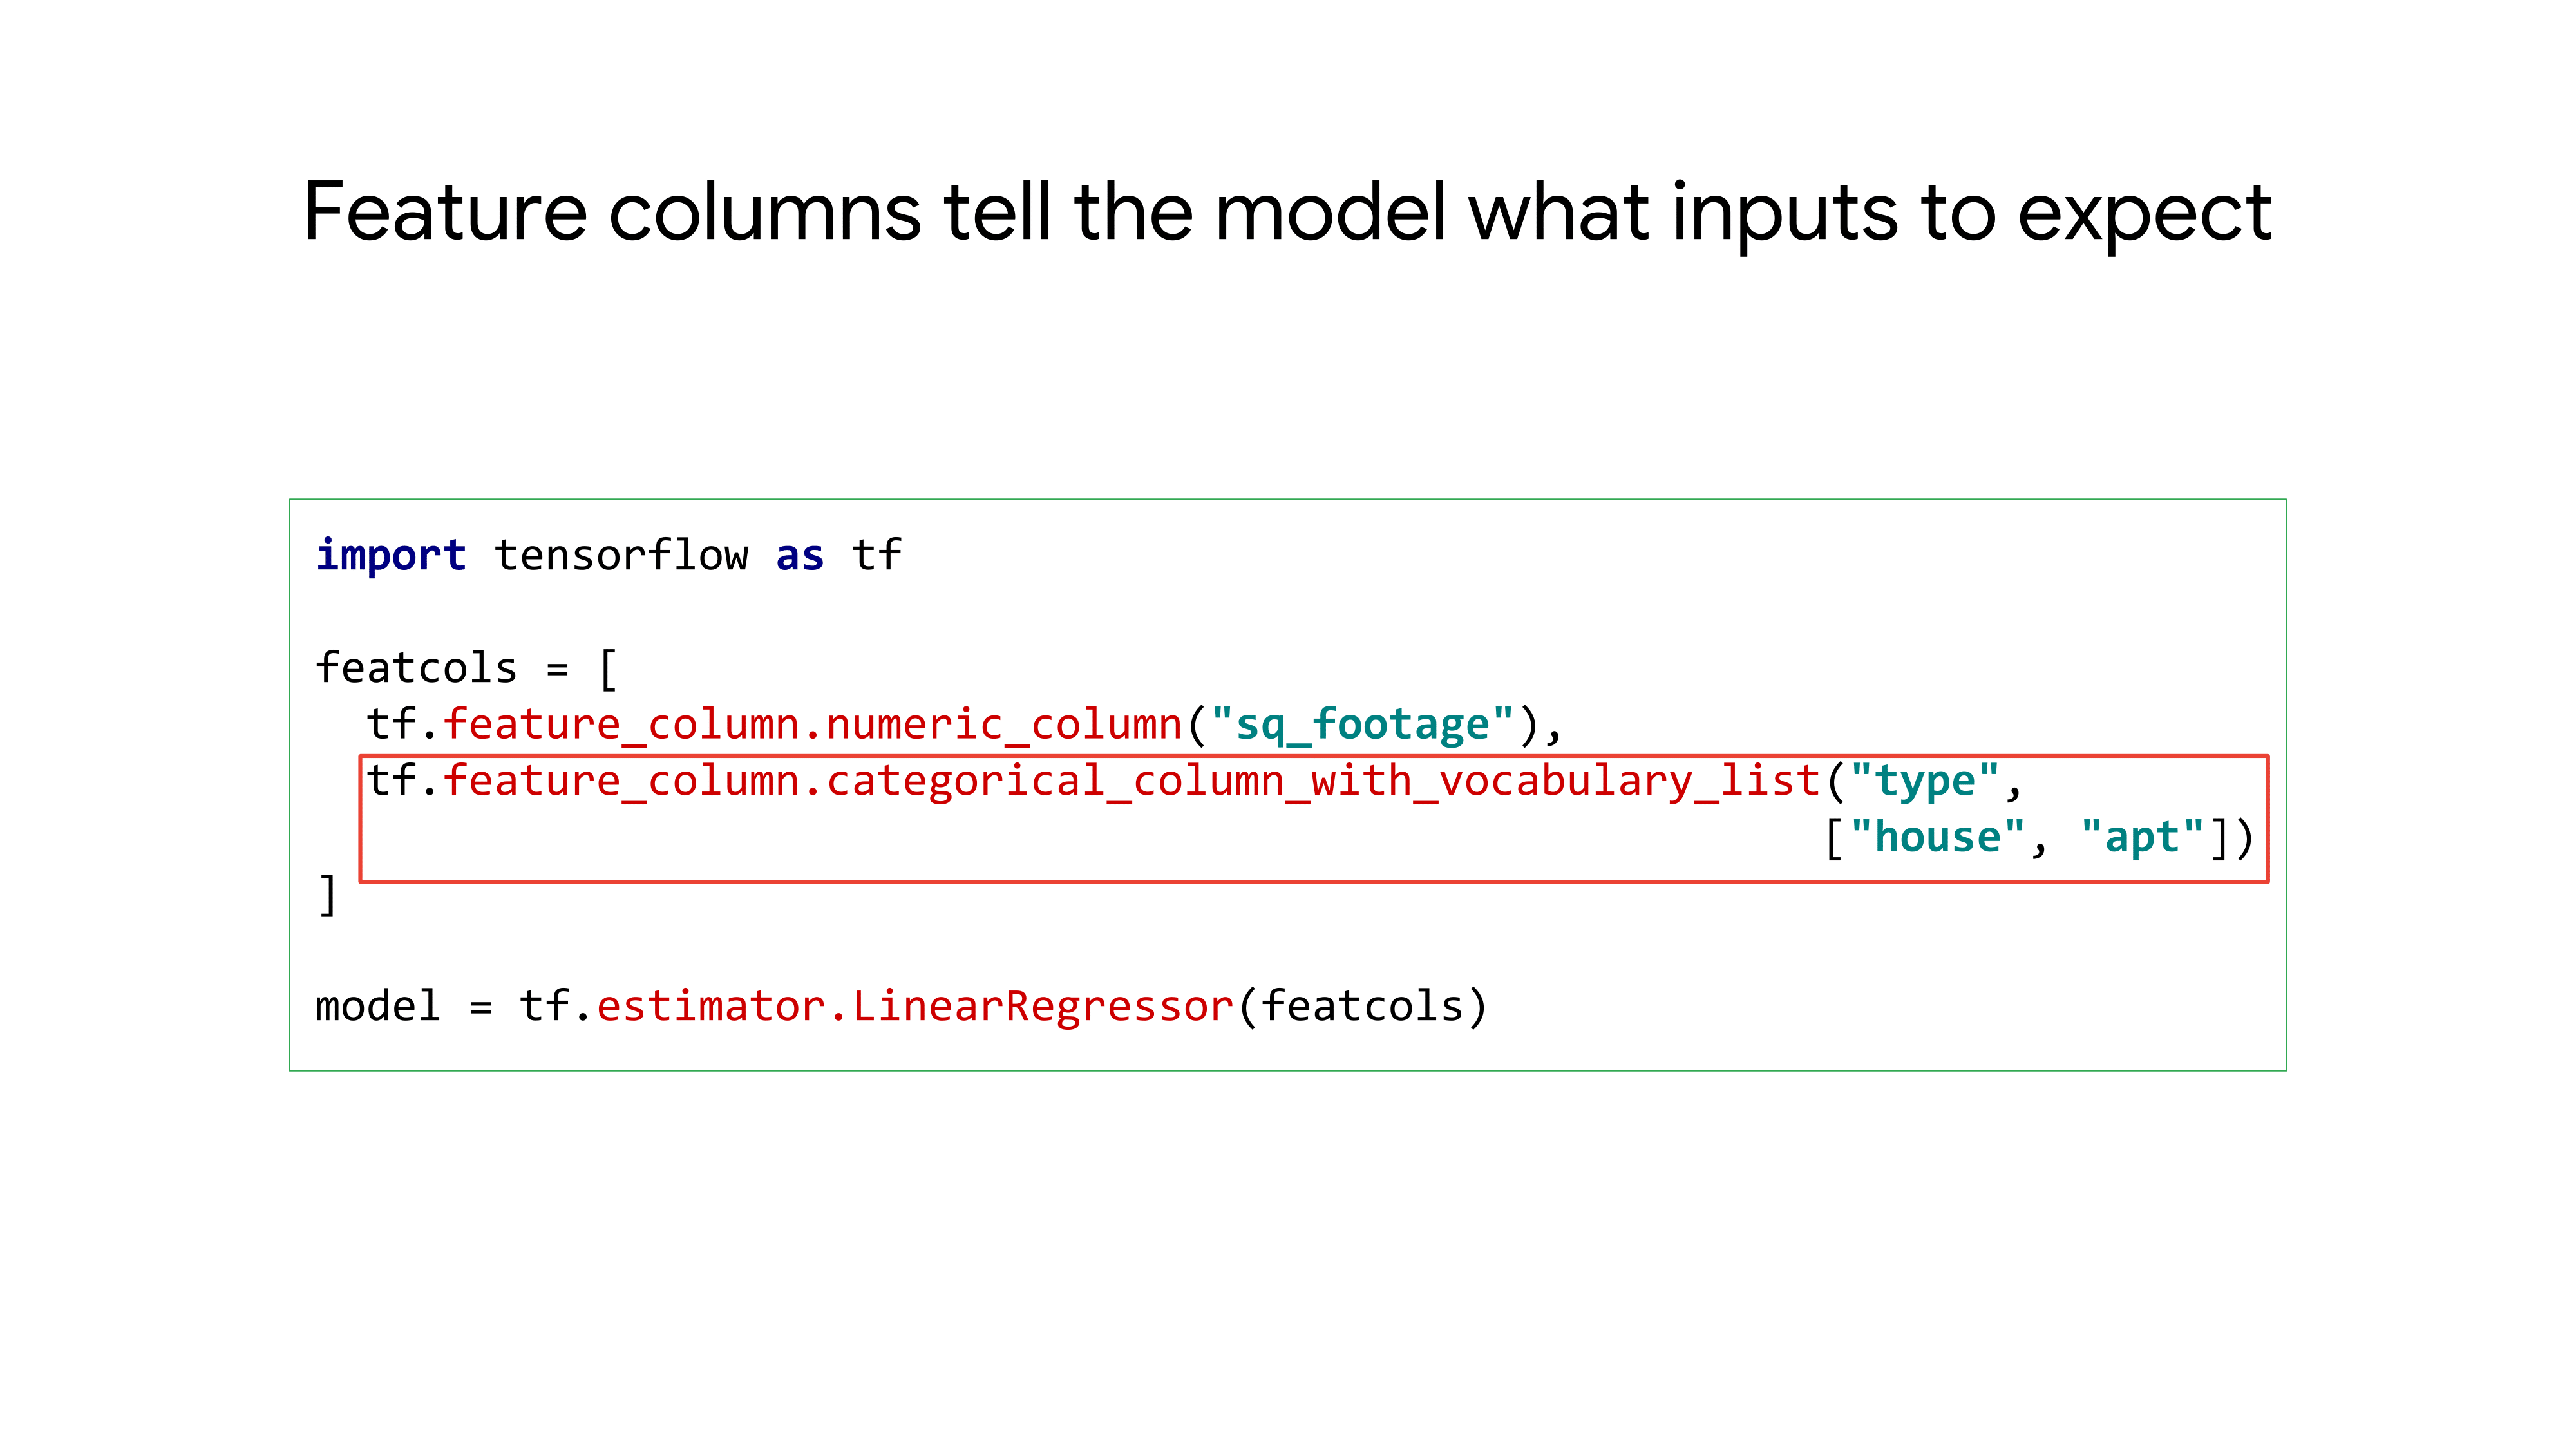 Feature columns tell the model what inputs to expect
import tensorflow as tf
featcols = [
tf.feature_column.numeric_column("sq_footage"),
tf.feature_column.categorical_column_with_vocabulary_list("type",
["house", "apt"])
]
model = tf.estimator.LinearRegressor(featcols)